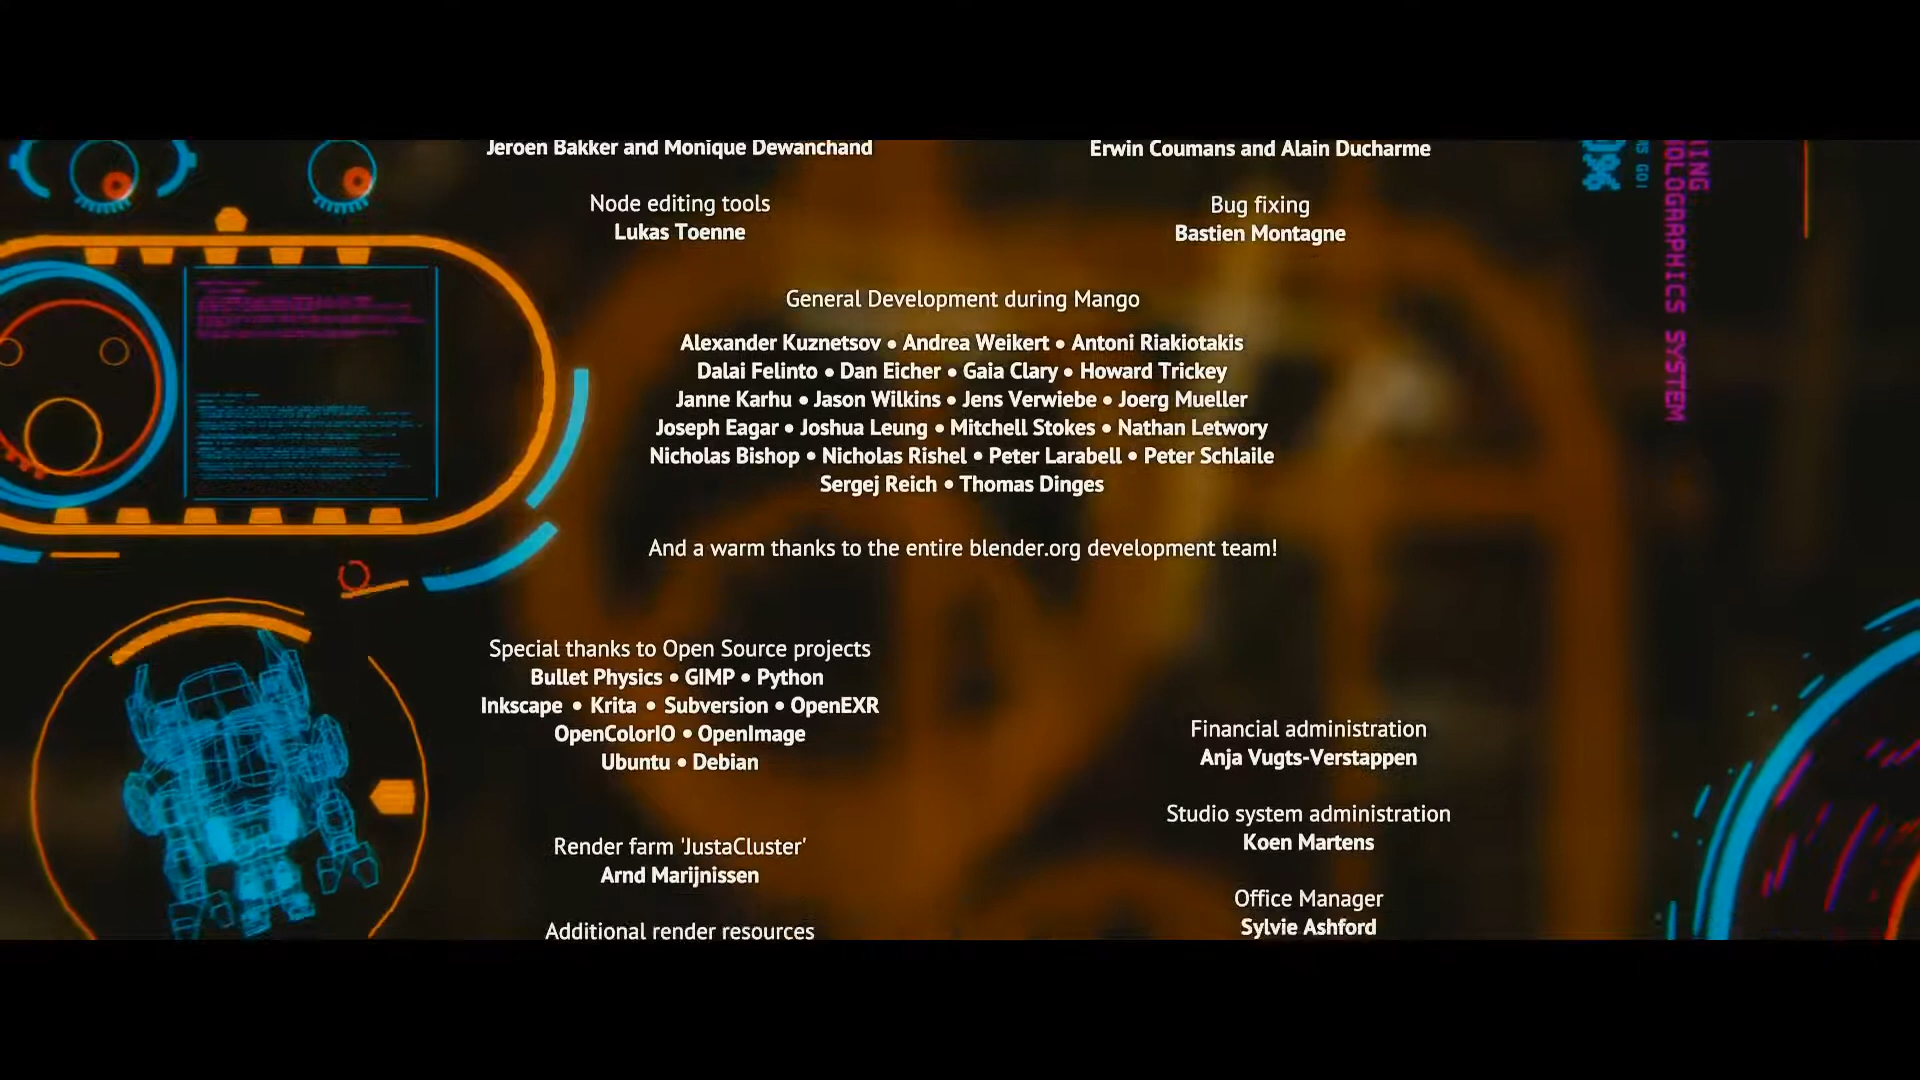 Jeroen Bakker and Monique Dewanchand
Erwin Coumans and Alain Ducharme
Node editing tools
Lukas Toenne
Bug fixing
Bastien Montagne
General Development during Mango
Alexander Kuznetsov • Andrea Weikert • Antoni Riakiotakis
Dalai Felinto • Dan Eicher • Gaia Clary • Howard Trickey
Janne Karhu • Jason Wilkins • Jens Verwiebe • Joerg Mueller
Joseph Eagar • Joshua Leung • Mitchell Stokes • Nathan Letwory
Nicholas Bishop • Nicholas Rishel • Peter Larabell • Peter Schlaile
Sergej Reich • Thomas Dinges
And a warm thanks to the entire blender.org development team!
Special thanks to Open Source projects
Bullet Physics • GIMP • Python
Inkscape • Krita • Subversion • OpenEXR
OpenColorIO • OpenImage
Ubuntu • Debian
Render farm 'JustaCluster'
Arnd Marijnissen
Additional render resources
Financial administration
Anja Vugts-Verstappen
Studio system administration
Koen Martens
Office Manager
Sylvie Ashford
SYSTEM